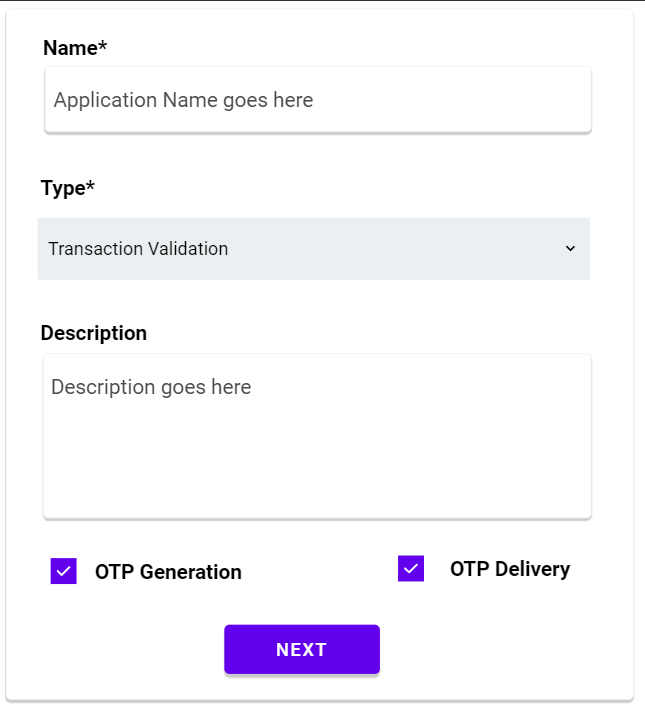 Name*
Application Name goes here
Type*
Transaction Validation
Description
Description goes here
OTP Generation
OTP Delivery
NEXT